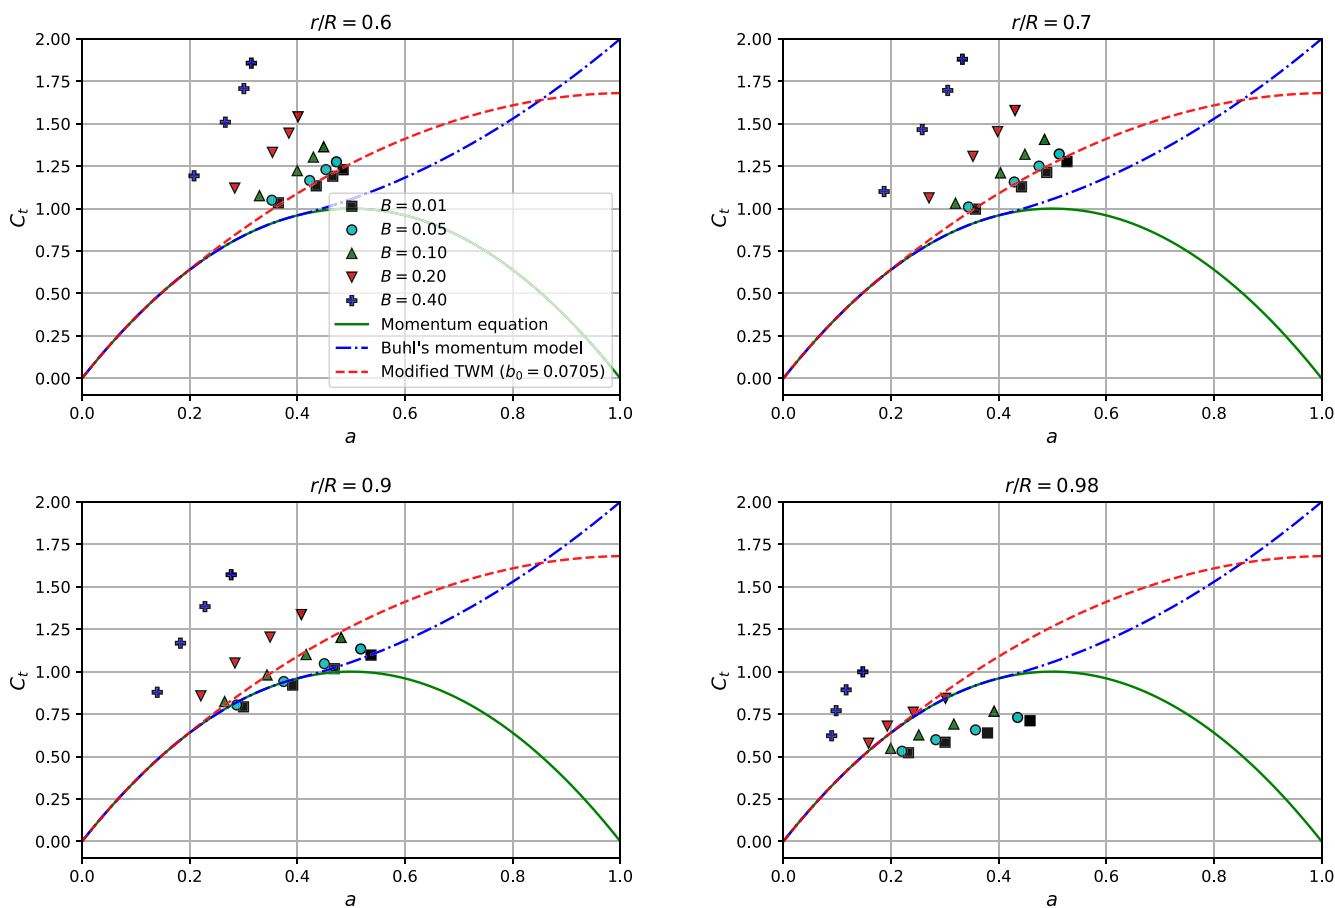 r/R = 0.6
2.00
1.75
1.50
1.25
1.00
0.75
0.50
0.25
0.00
C_t
0.0 0.2 0.4 0.6 0.8 1.0
a
B = 0.01
B = 0.05
B = 0.10
B = 0.20
B = 0.40
Momentum equation
Buhl's momentum model
Modified TWM (b₀ = 0.0705)
r/R = 0.7
2.00
1.75
1.50
1.25
1.00
0.75
0.50
0.25
0.00
C_t
0.0 0.2 0.4 0.6 0.8 1.0
a
r/R = 0.9
2.00
1.75
1.50
1.25
1.00
0.75
0.50
0.25
0.00
C_t
0.0 0.2 0.4 0.6 0.8 1.0
a
r/R = 0.98
2.00
1.75
1.50
1.25
1.00
0.75
0.50
0.25
0.00
C_t
0.0 0.2 0.4 0.6 0.8 1.0
a